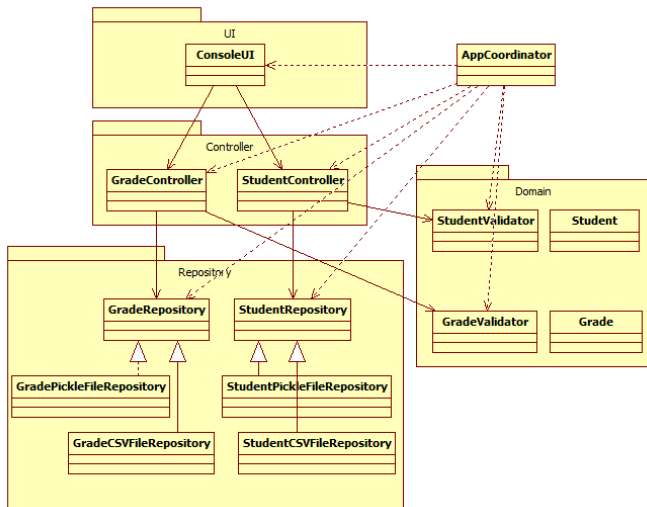 UI
ConsoleUI
AppCoordinator
Controller
GradeController
StudentController
Domain
StudentValidator
Student
Repository
GradeRepository
StudentRepository
GradeValidator
Grade
GradePickleFileRepository
StudentPickleFileRepository
GradeCSVFileRepository
StudentCSVFileRepository